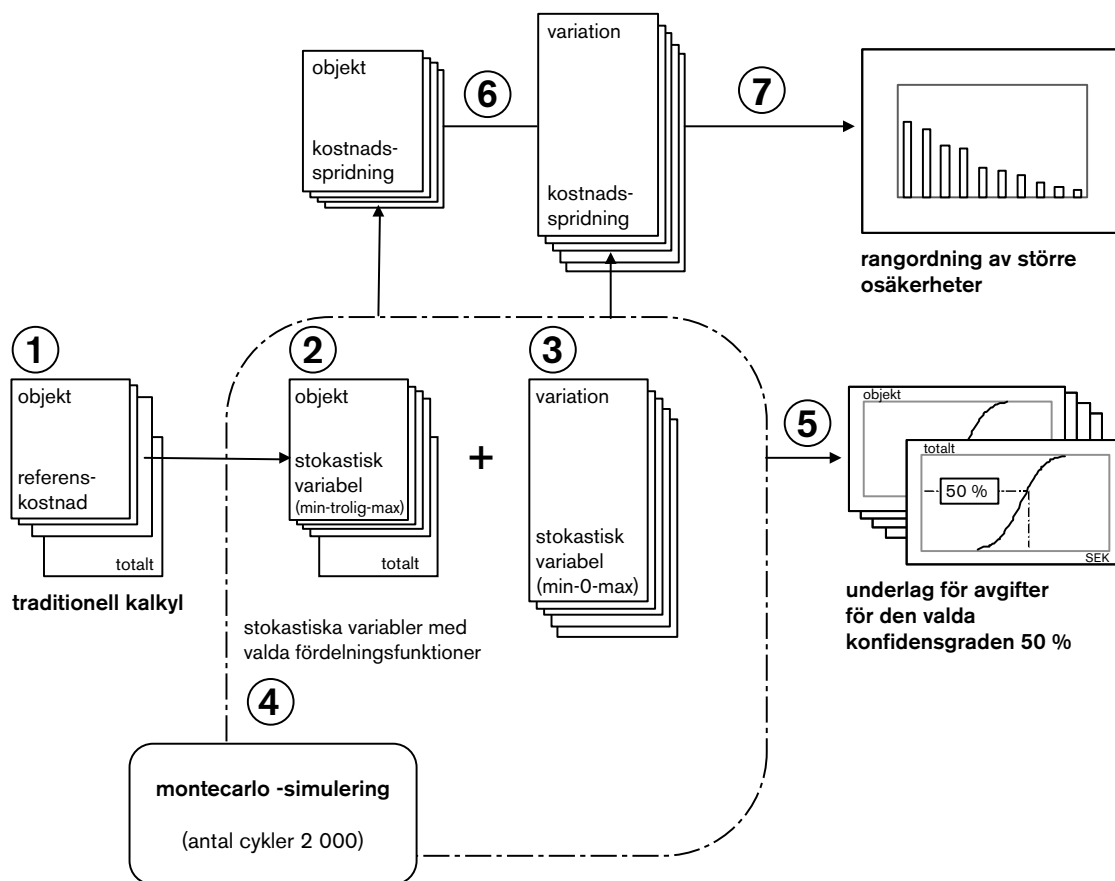 objekt
kostnads-
spridning
6
variation
kostnads-
spridning
7
rangordning av större
osäkerheter
1
objekt
referens-
kostnad
totalt
traditionell kalkyl
2
objekt
stokastisk
variabel
(min-trolig-max)
totalt
+
3
variation
stokastisk
variabel
(min-0-max)
stokastiska variabler med
valda fördelningsfunktioner
4
montecarlo -simulering
(antal cykler 2 000)
5
objekt
totalt
50 %
SEK
underlag för avgifter
för den valda
konfidensgraden 50 %